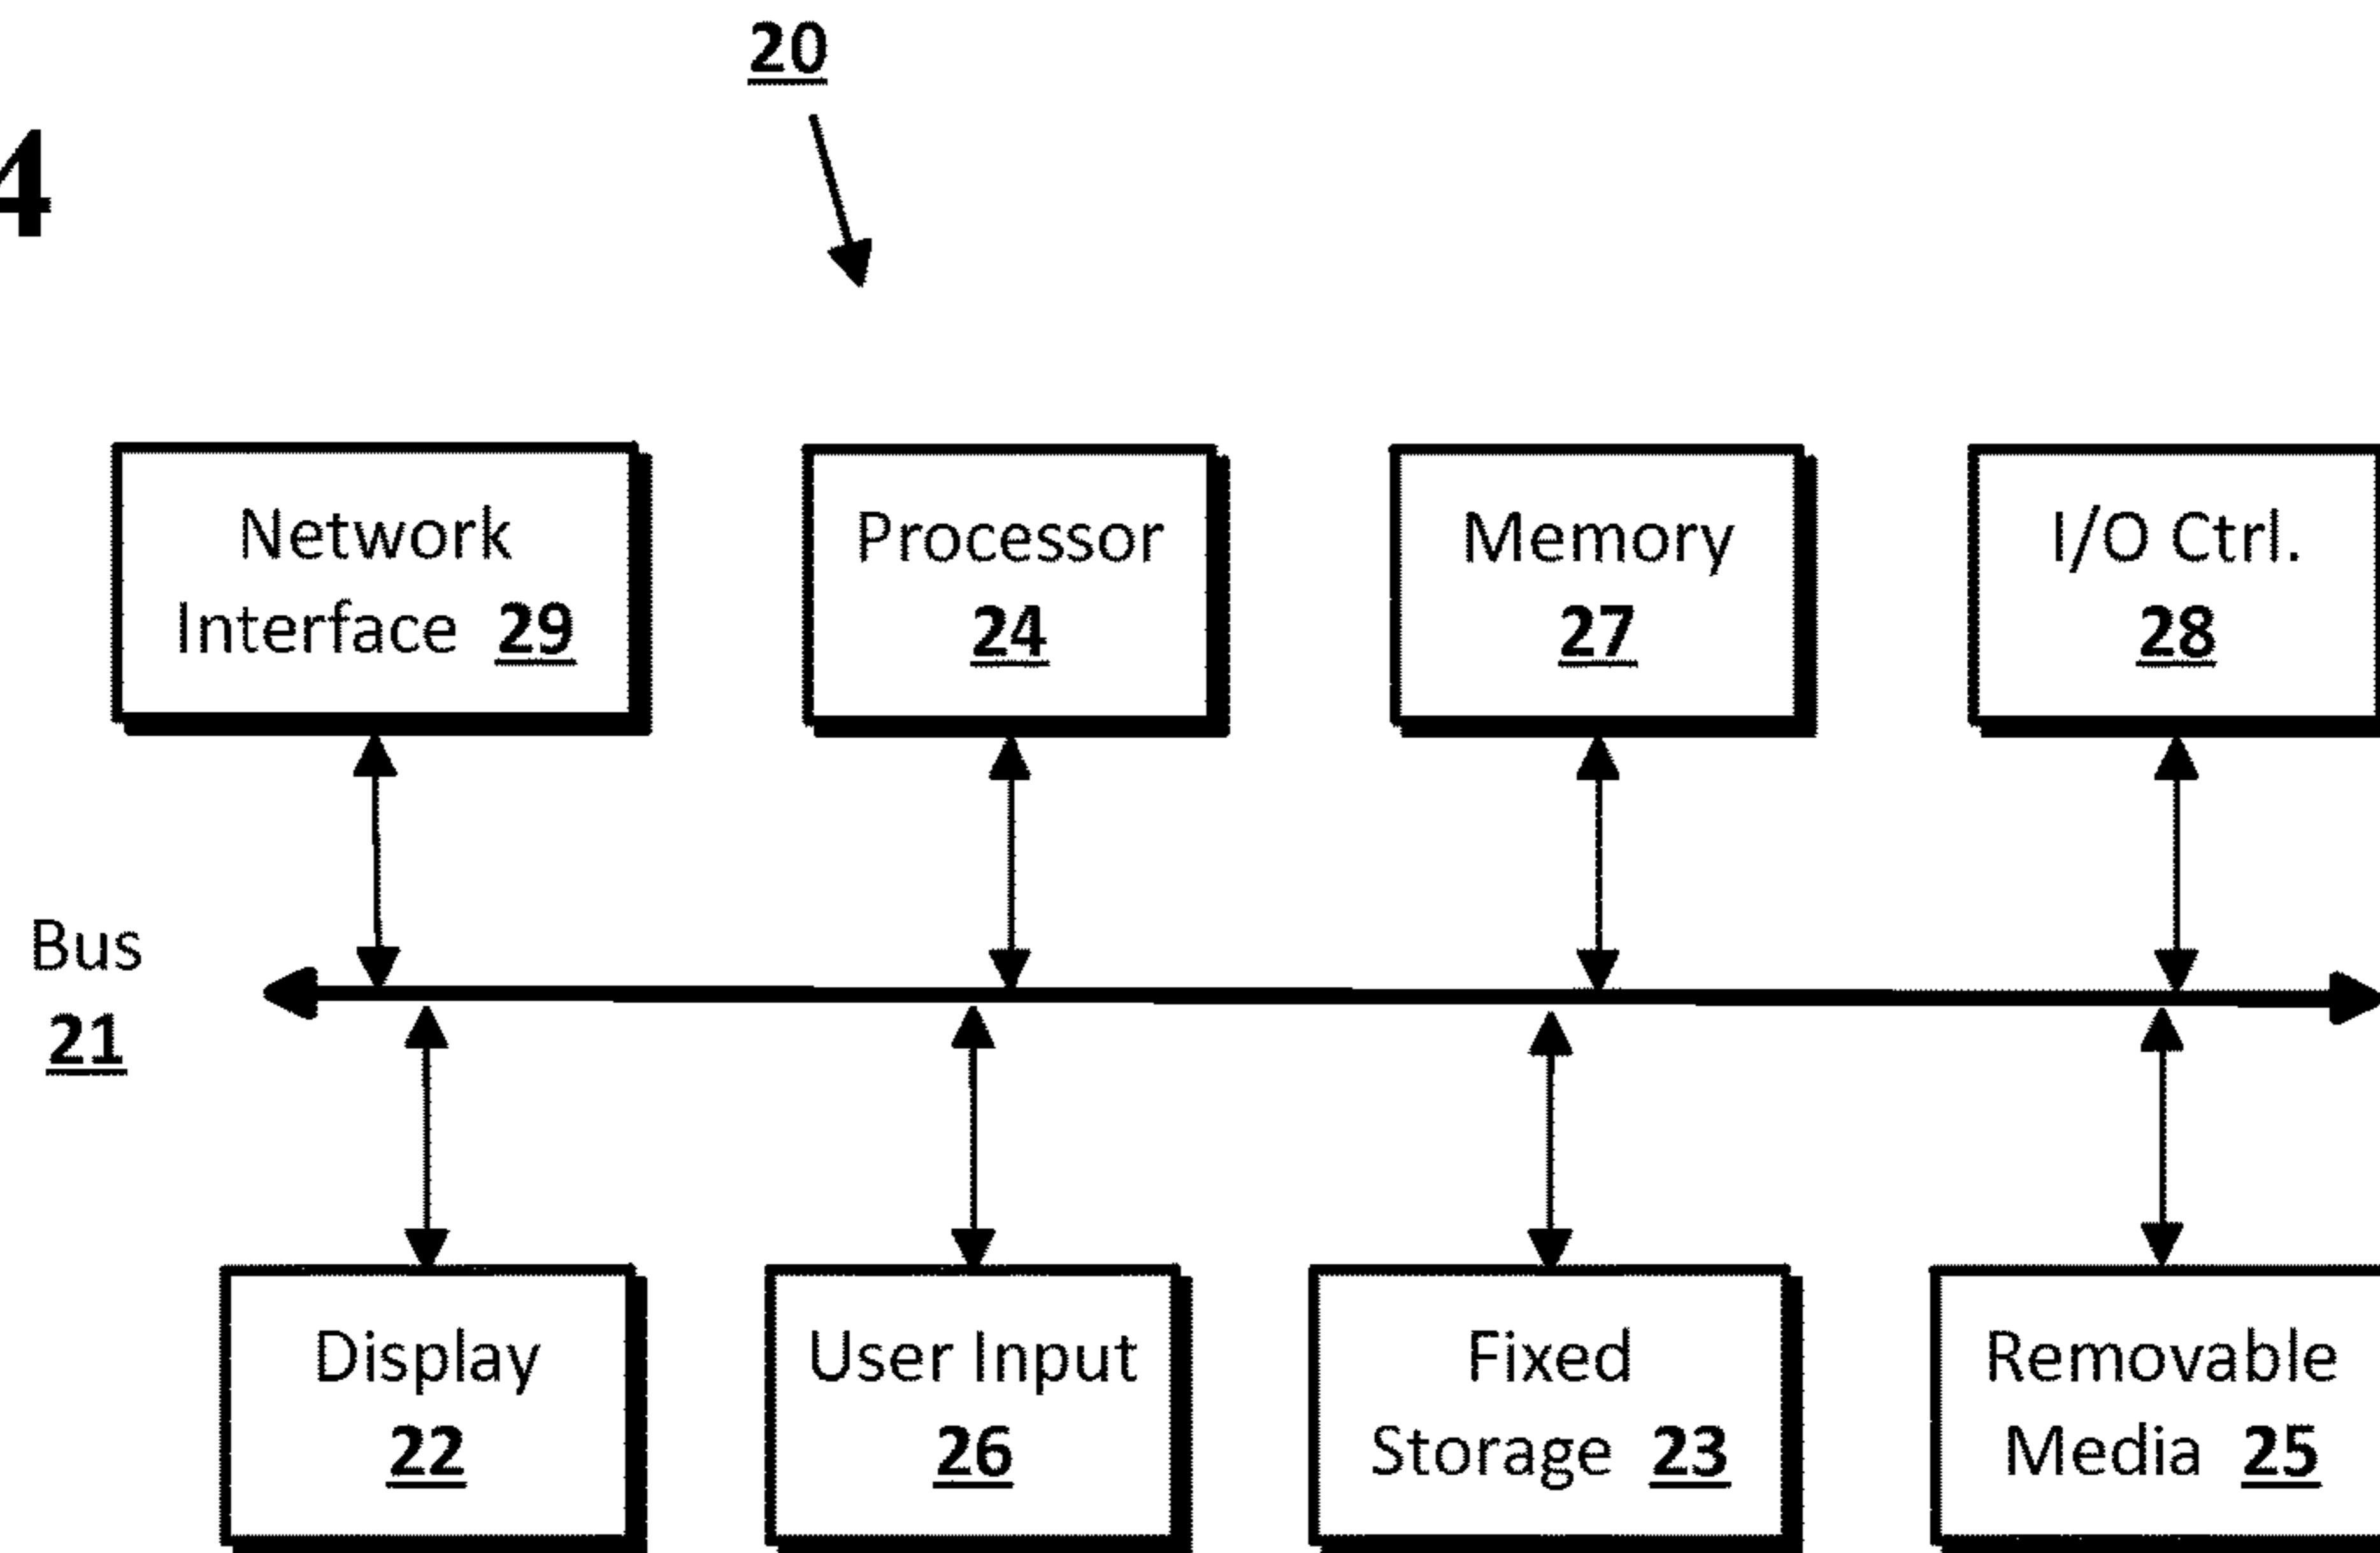 20
4
Network
Interface 29
Processor
24
Memory
27
I/O Ctrl.
28
Bus
21
Display
22
User Input
26
Fixed
Storage 23
Removable
Media 25